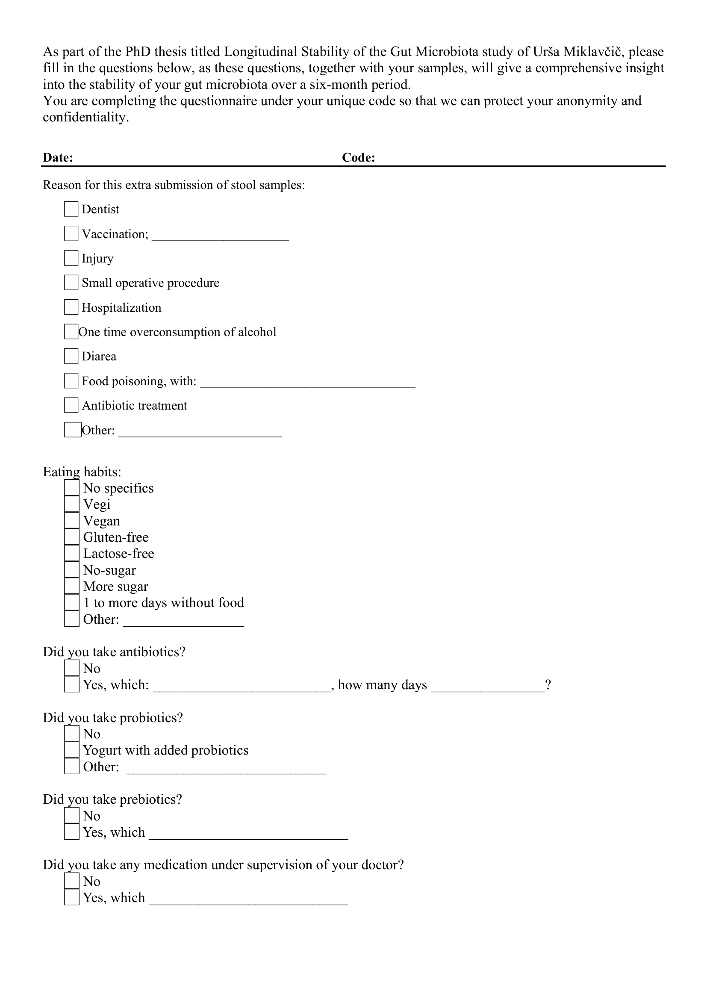 As part of the PhD thesis titled Longitudinal Stability of the Gut Microbiota study of Urša Miklavčič, please
fill in the questions below, as these questions, together with your samples, will give a comprehensive insight
into the stability of your gut microbiota over a six-month period.
You are completing the questionnaire under your unique code so that we can protect your anonymity and
confidentiality.
Date: Code:
Reason for this extra submission of stool samples:
Dentist
Vaccination; _____________________
Injury
Small operative procedure
Hospitalization
One time overconsumption of alcohol
Diarea
Food poisoning, with: _________________________________
Antibiotic treatment
Other: _________________________
Eating habits:
No specifics
Vegi
Vegan
Gluten-free
Lactose-free
No-sugar
More sugar
1 to more days without food
Other: _________________
Did you take antibiotics?
No
Yes, which: _________________________, how many days ________________?
Did you take probiotics?
No
Yogurt with added probiotics
Other: ____________________________
Did you take prebiotics?
No
Yes, which ____________________________
Did you take any medication under supervision of your doctor?
No
Yes, which ____________________________